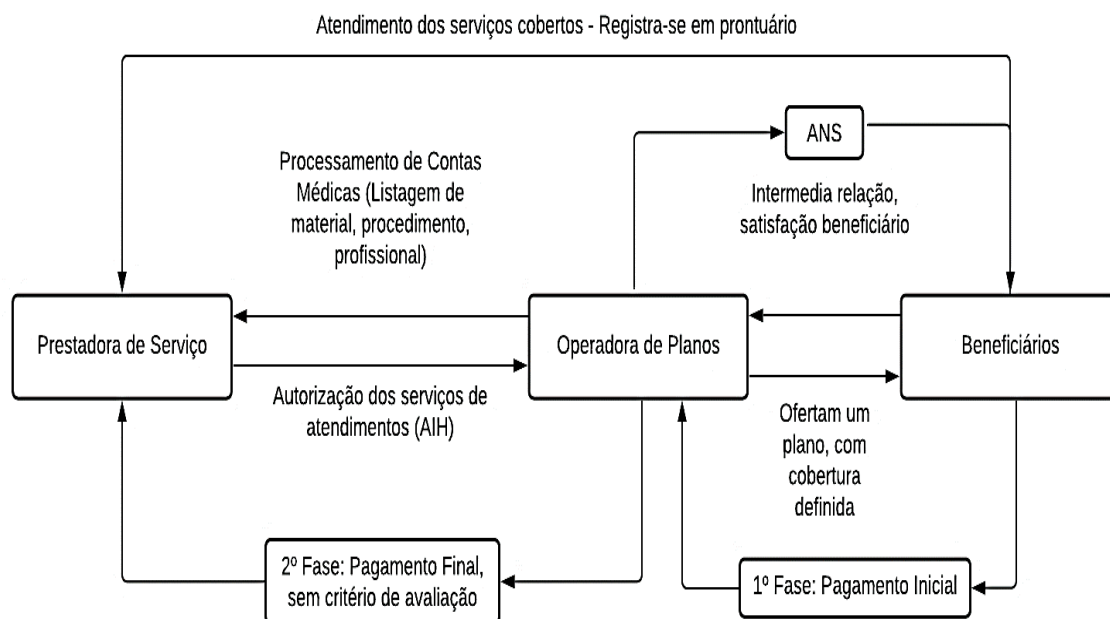 Atendimento dos serviços cobertos - Registra-se em prontuário
ANS
Processamento de Contas
Médicas (Listagem de
material, procedimento,
profissional)
Intermedia relação,
satisfação beneficiário
Prestadora de Serviço
Operadora de Planos
Beneficiários
Autorização dos serviços de
atendimentos (AIH)
Ofertam um
plano, com
cobertura
definida
2º Fase: Pagamento Final,
sem critério de avaliação
1º Fase: Pagamento Inicial